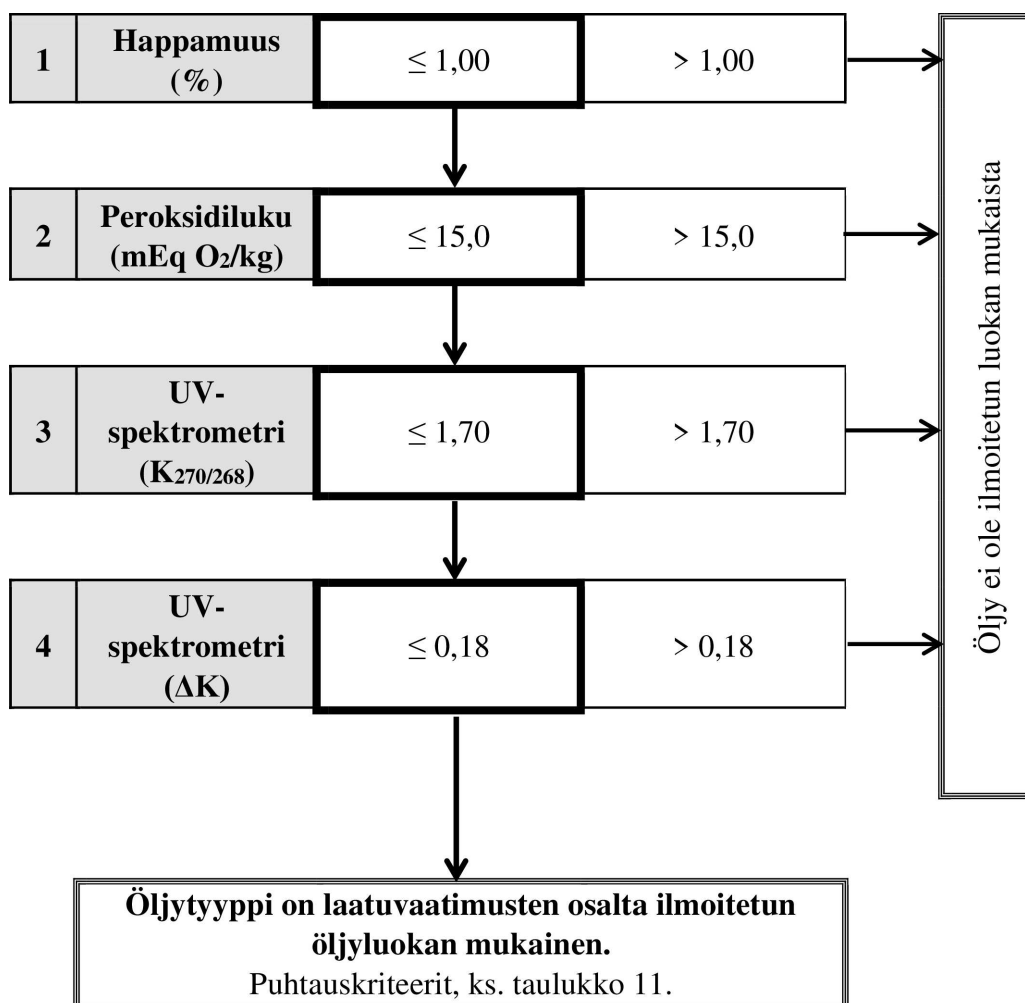 1
Happamuus
(%)
≤ 1,00
> 1,00
2
Peroksidiluku
(mEq O₂/kg)
≤ 15,0
> 15,0
3
UV-
spektrometri
(K₂₇₀/₂₆₈)
≤ 1,70
> 1,70
4
UV-
spektrometri
(ΔK)
≤ 0,18
> 0,18
Öljy ei ole ilmoitetun luokan mukaista
Öljytyyppi on laatuvaatimusten osalta ilmoitetun
öljyluokan mukainen.
Puhtauskriteerit, ks. taulukko 11.